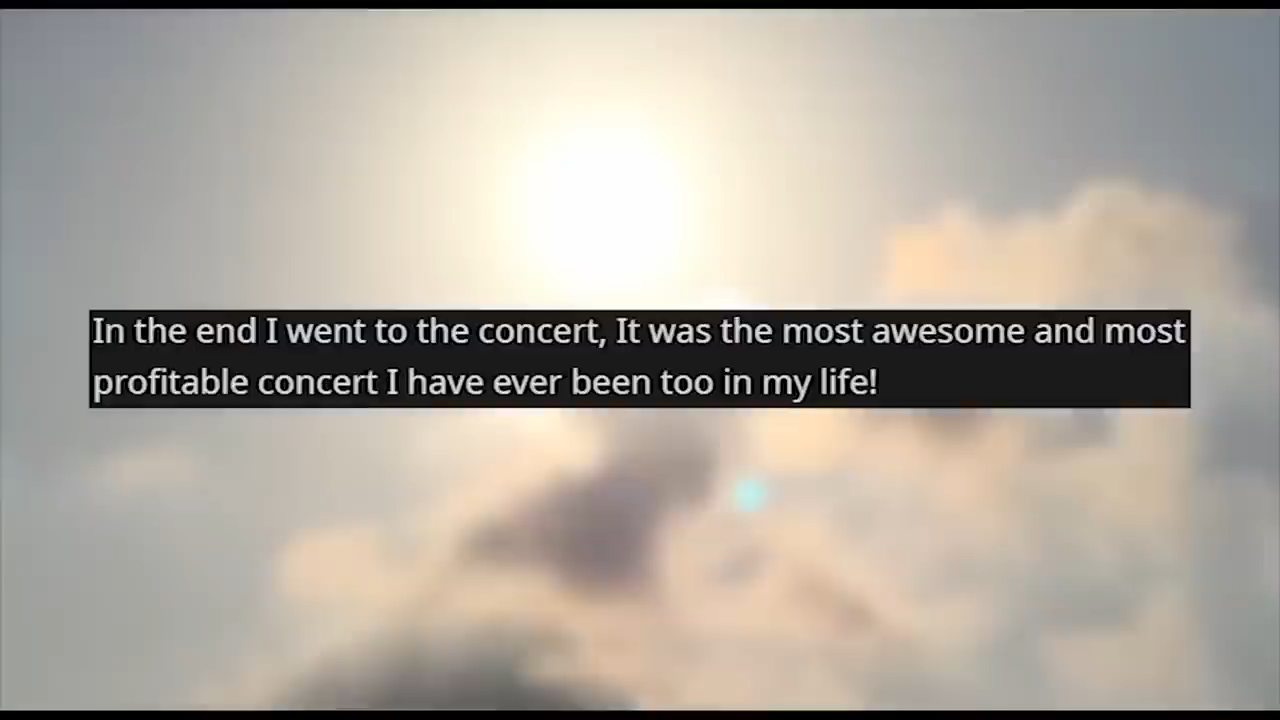 In the end I went to the concert, It was the most awesome and most
profitable concert I have ever been too in my life!